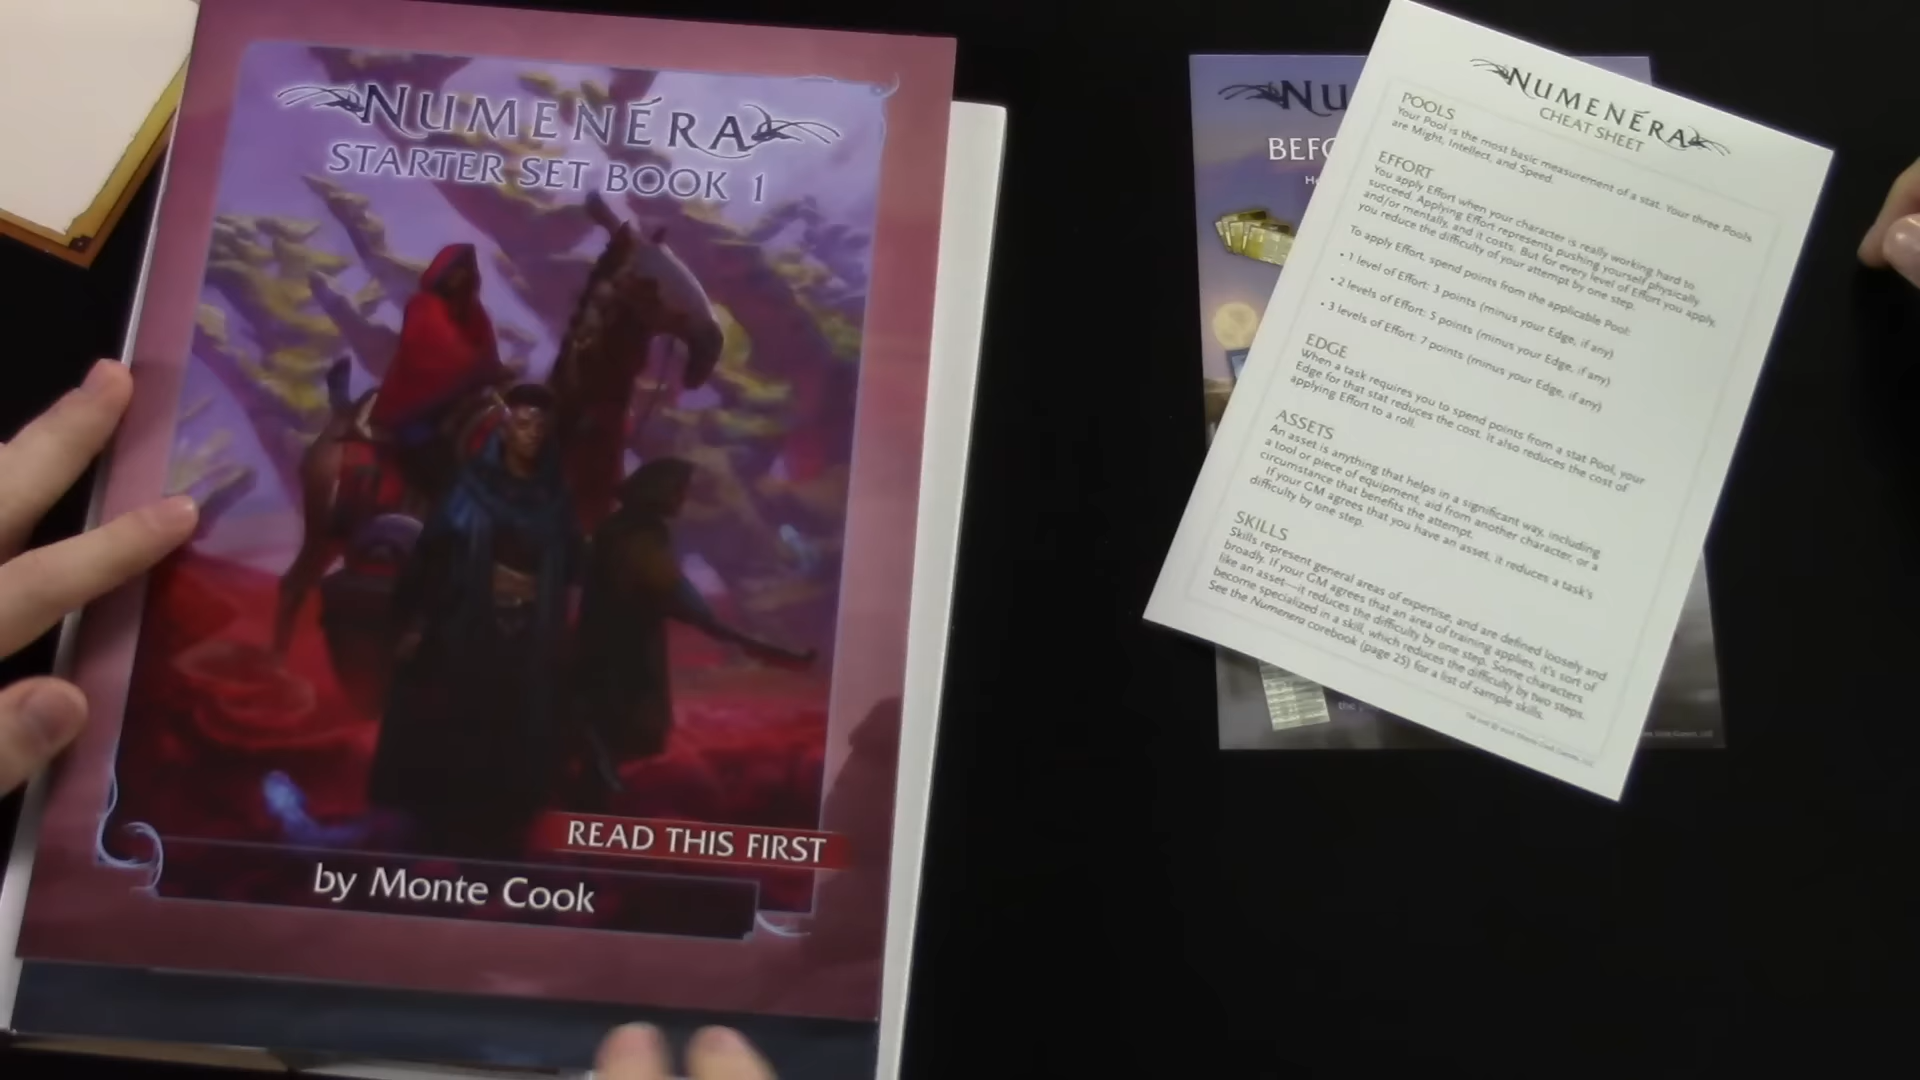 NUMENÉRA
STARTER SET BOOK 1
READ THIS FIRST
by Monte Cook
NU
BEFO
H
the
NUMENÉRA
CHEAT SHEET
POOLS
Your Pool is the most basic measurement of a stat. Your three Pools
are Might, Intellect, and Speed.
EFFORT
You apply Effort when your character is really working hard to
succeed. Applying Effort represents pushing yourself physically
and/or mentally, and it costs. But for every level of Effort you apply,
you reduce the difficulty of your attempt by one step.
To apply Effort, spend points from the applicable Pool:
• 1 level of Effort: 3 points (minus your Edge, if any)
• 2 levels of Effort: 5 points (minus your Edge, if any)
• 3 levels of Effort: 7 points (minus your Edge, if any)
EDGE
When a task requires you to spend points from a stat Pool, your
Edge for that stat reduces the cost. It also reduces the cost of
applying Effort to a roll.
ASSETS
An asset is anything that helps in a significant way, including
a tool or piece of equipment, aid from another character, or a
circumstance that benefits the attempt.
If your GM agrees that you have an asset, it reduces a task's
difficulty by one step.
SKILLS
Skills represent general areas of expertise, and are defined loosely and
broadly. If your GM agrees that an area of training applies, it's sort of
like an asset—it reduces the difficulty by one step. Some characters
become specialized in a skill, which reduces the difficulty by two steps.
See the Numenera corebook (page 25) for a list of sample skills.
Monte Cook Games, LLC
Games, LLC